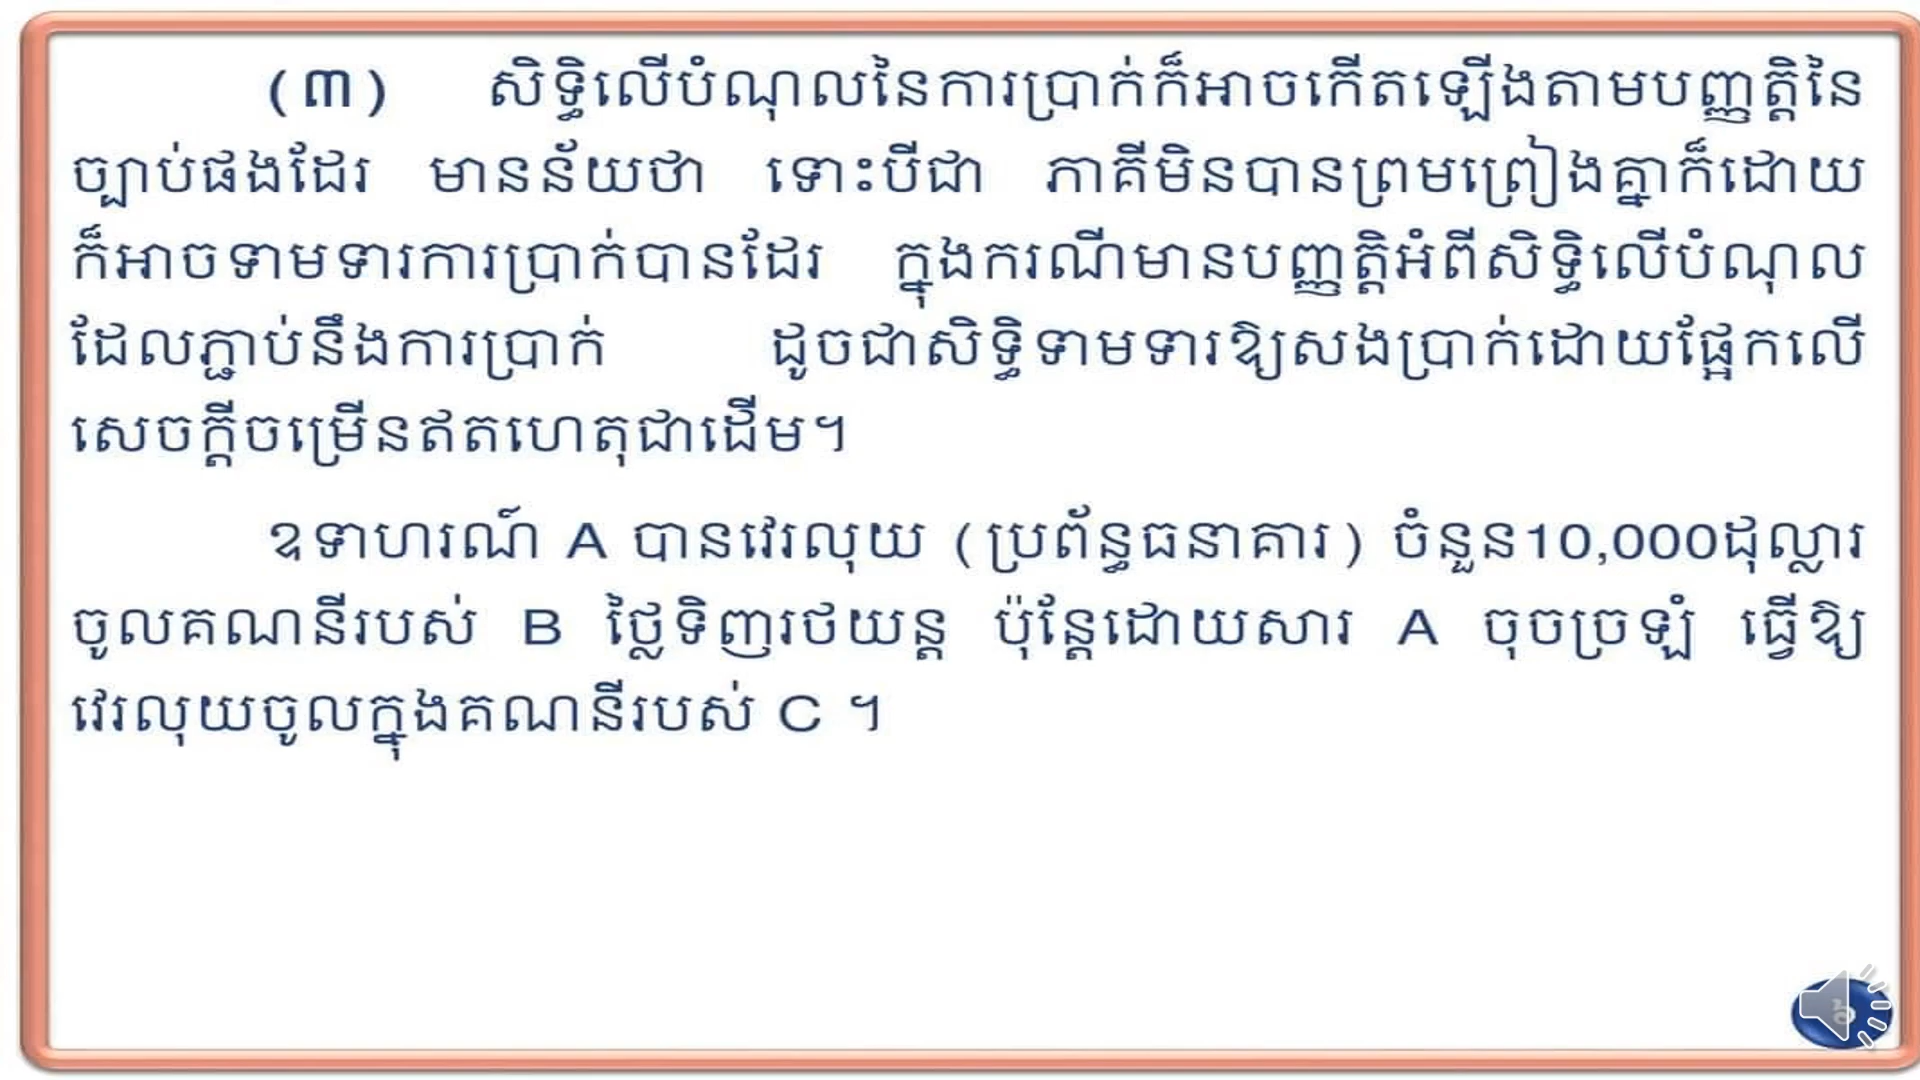 (៣) សិទ្ធិលើបំណុលនៃការប្រាក់ក៏អាចកើតឡើងតាមបញ្ញត្តិនៃ
ច្បាប់ផងដែរ មានន័យថា ទោះបីជា ភាគីមិនបានព្រមព្រៀងគ្នាក៏ដោយ
ក៏អាចទាមទារការប្រាក់បានដែរ ក្នុងករណីមានបញ្ញត្តិអំពីសិទ្ធិលើបំណុល
ដែលភ្ជាប់នឹងការប្រាក់ ដូចជាសិទ្ធិទាមទារឱ្យសងប្រាក់ដោយផ្អែកលើ
សេចក្តីចម្រើនឥតហេតុជាដើម។
ឧទាហរណ៍ A បានវេរលុយ (ប្រព័ន្ធធនាគារ) ចំនួន10,000ដុល្លារ
ចូលគណនីរបស់ B ថ្លៃទិញរថយន្ត ប៉ុន្តែដោយសារ A ចុចច្រឡំ ធ្វើឱ្យ
វេរលុយចូលក្នុងគណនីរបស់ C ។